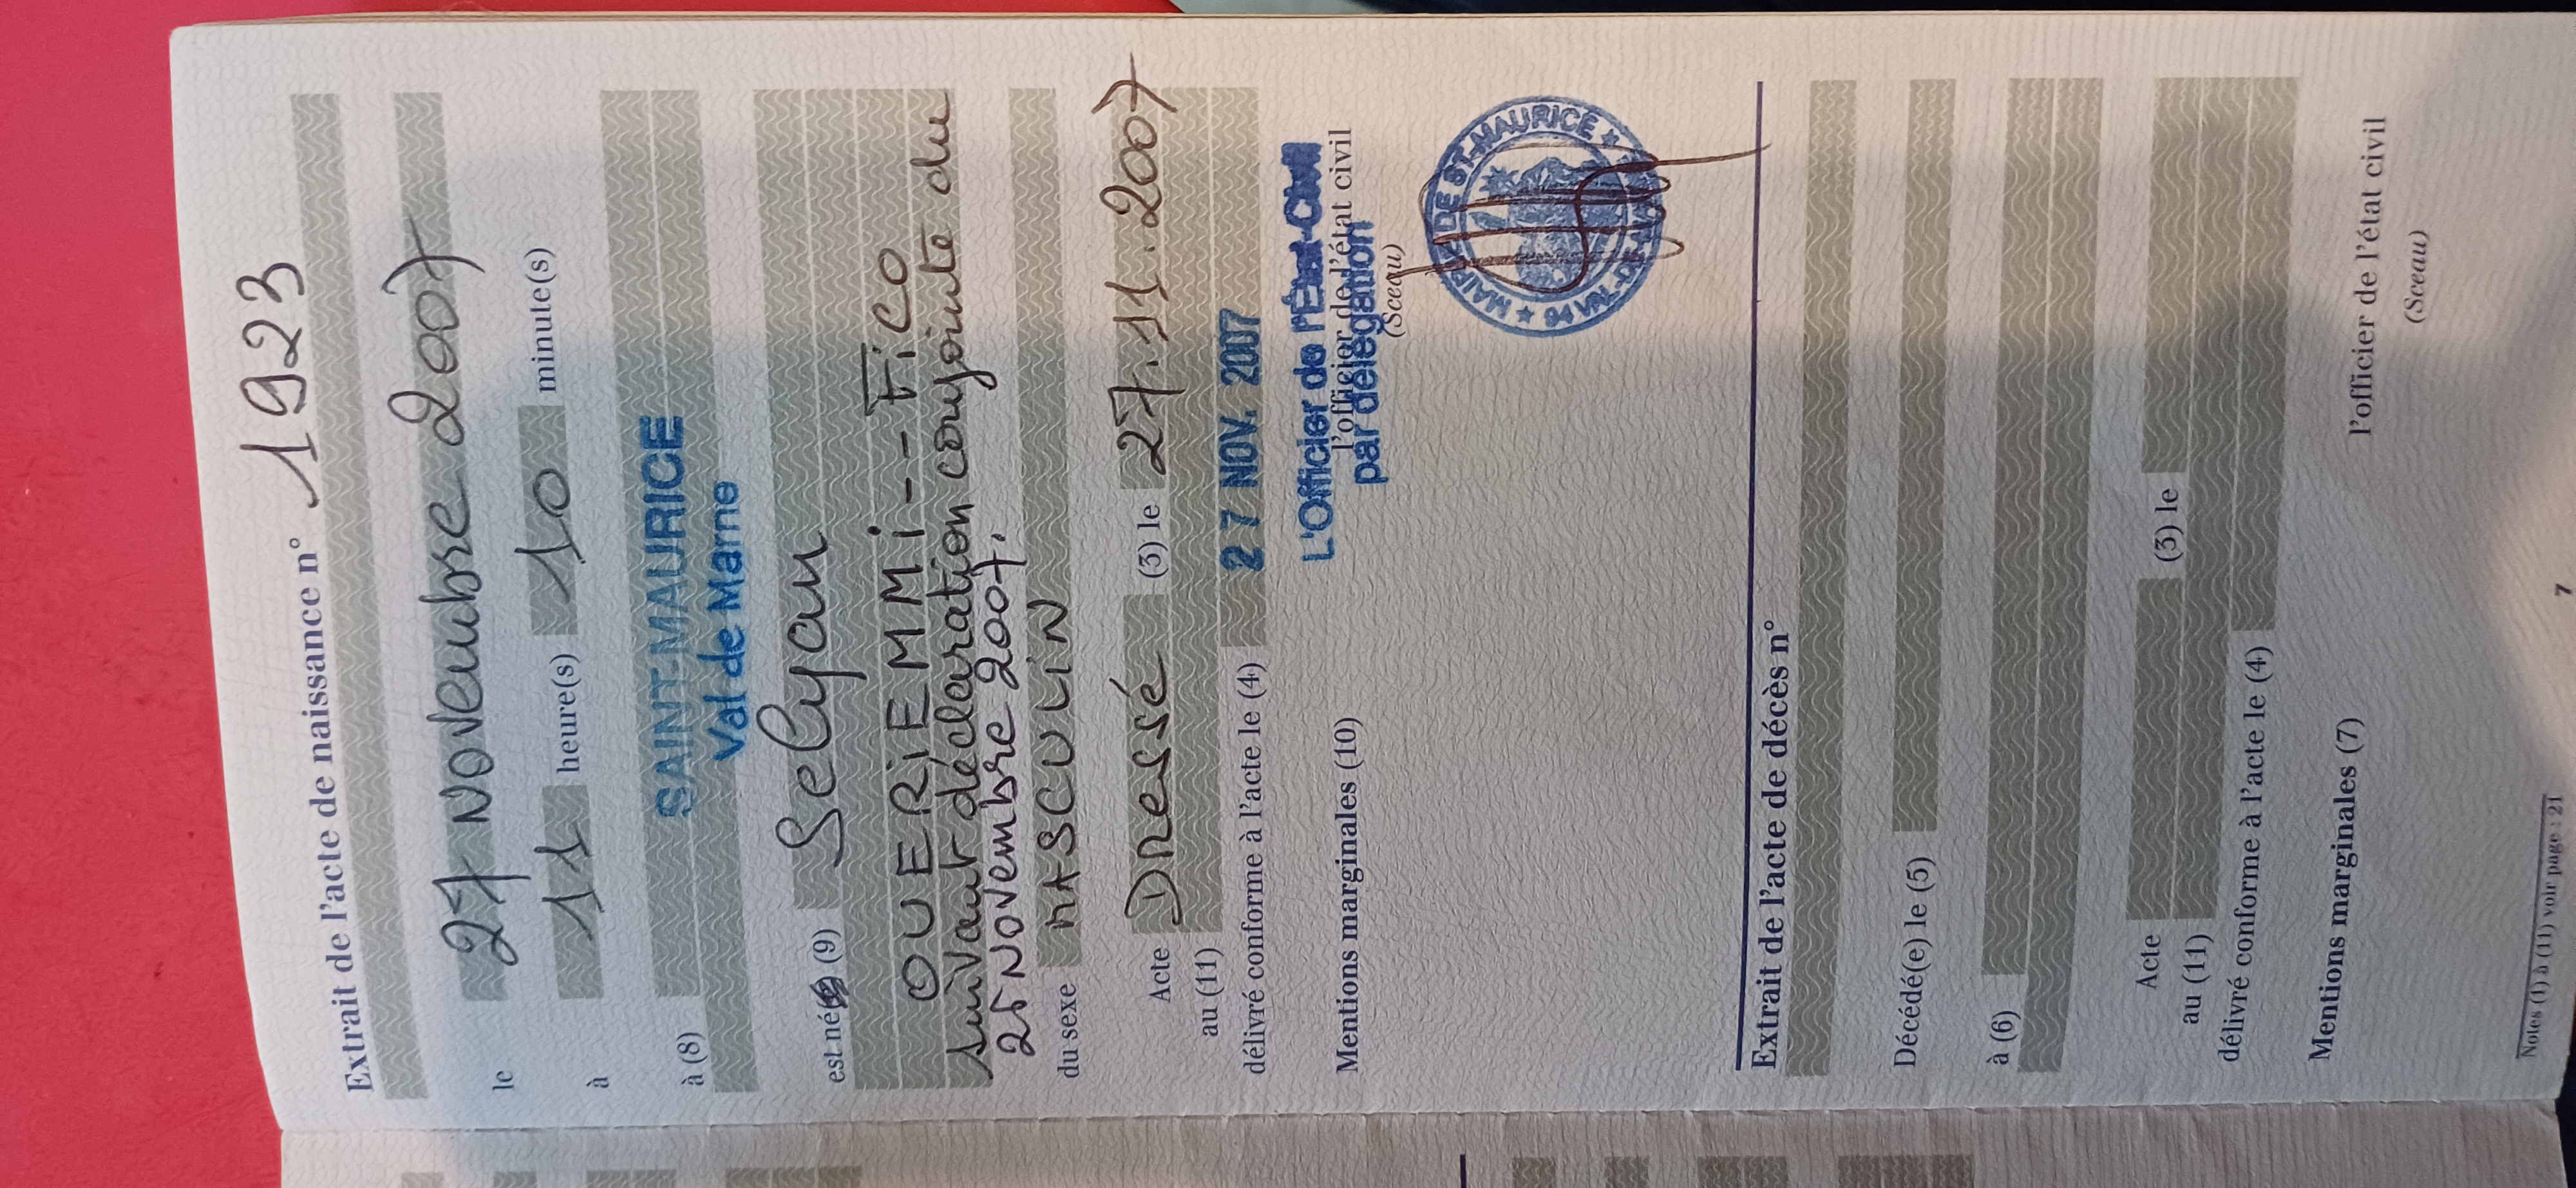 Extrait de l'acte de naissance n° 1923
le 27 Novembre 2007
à 11 heure(s) 10 minute(s)
à (8) SAINT-MAURICE
Val de Marne
est né (9) Selyan
OUERIEMMI -- FICO
suivant déclaration conjointe du
25 Novembre 2007.
du sexe MASCULIN
Acte Dressé (3) le 27.11.2007
au (11)
délivré conforme à l'acte le (4) 27 NOV. 2007
L'Officier de l'État-Civil
Mentions marginales (10) l'officier de l'état civil
par délégation
(Sceau)
★ MAIRIE DE ST-MAURICE ★
Extrait de l'acte de décès n°
Décédé(e) le (5)
à (6)
Acte (3) le
au (11)
délivré conforme à l'acte le (4)
Mentions marginales (7) l'officier de l'état civil
(Sceau)
Notes (1) à (11) voir page : 21
7